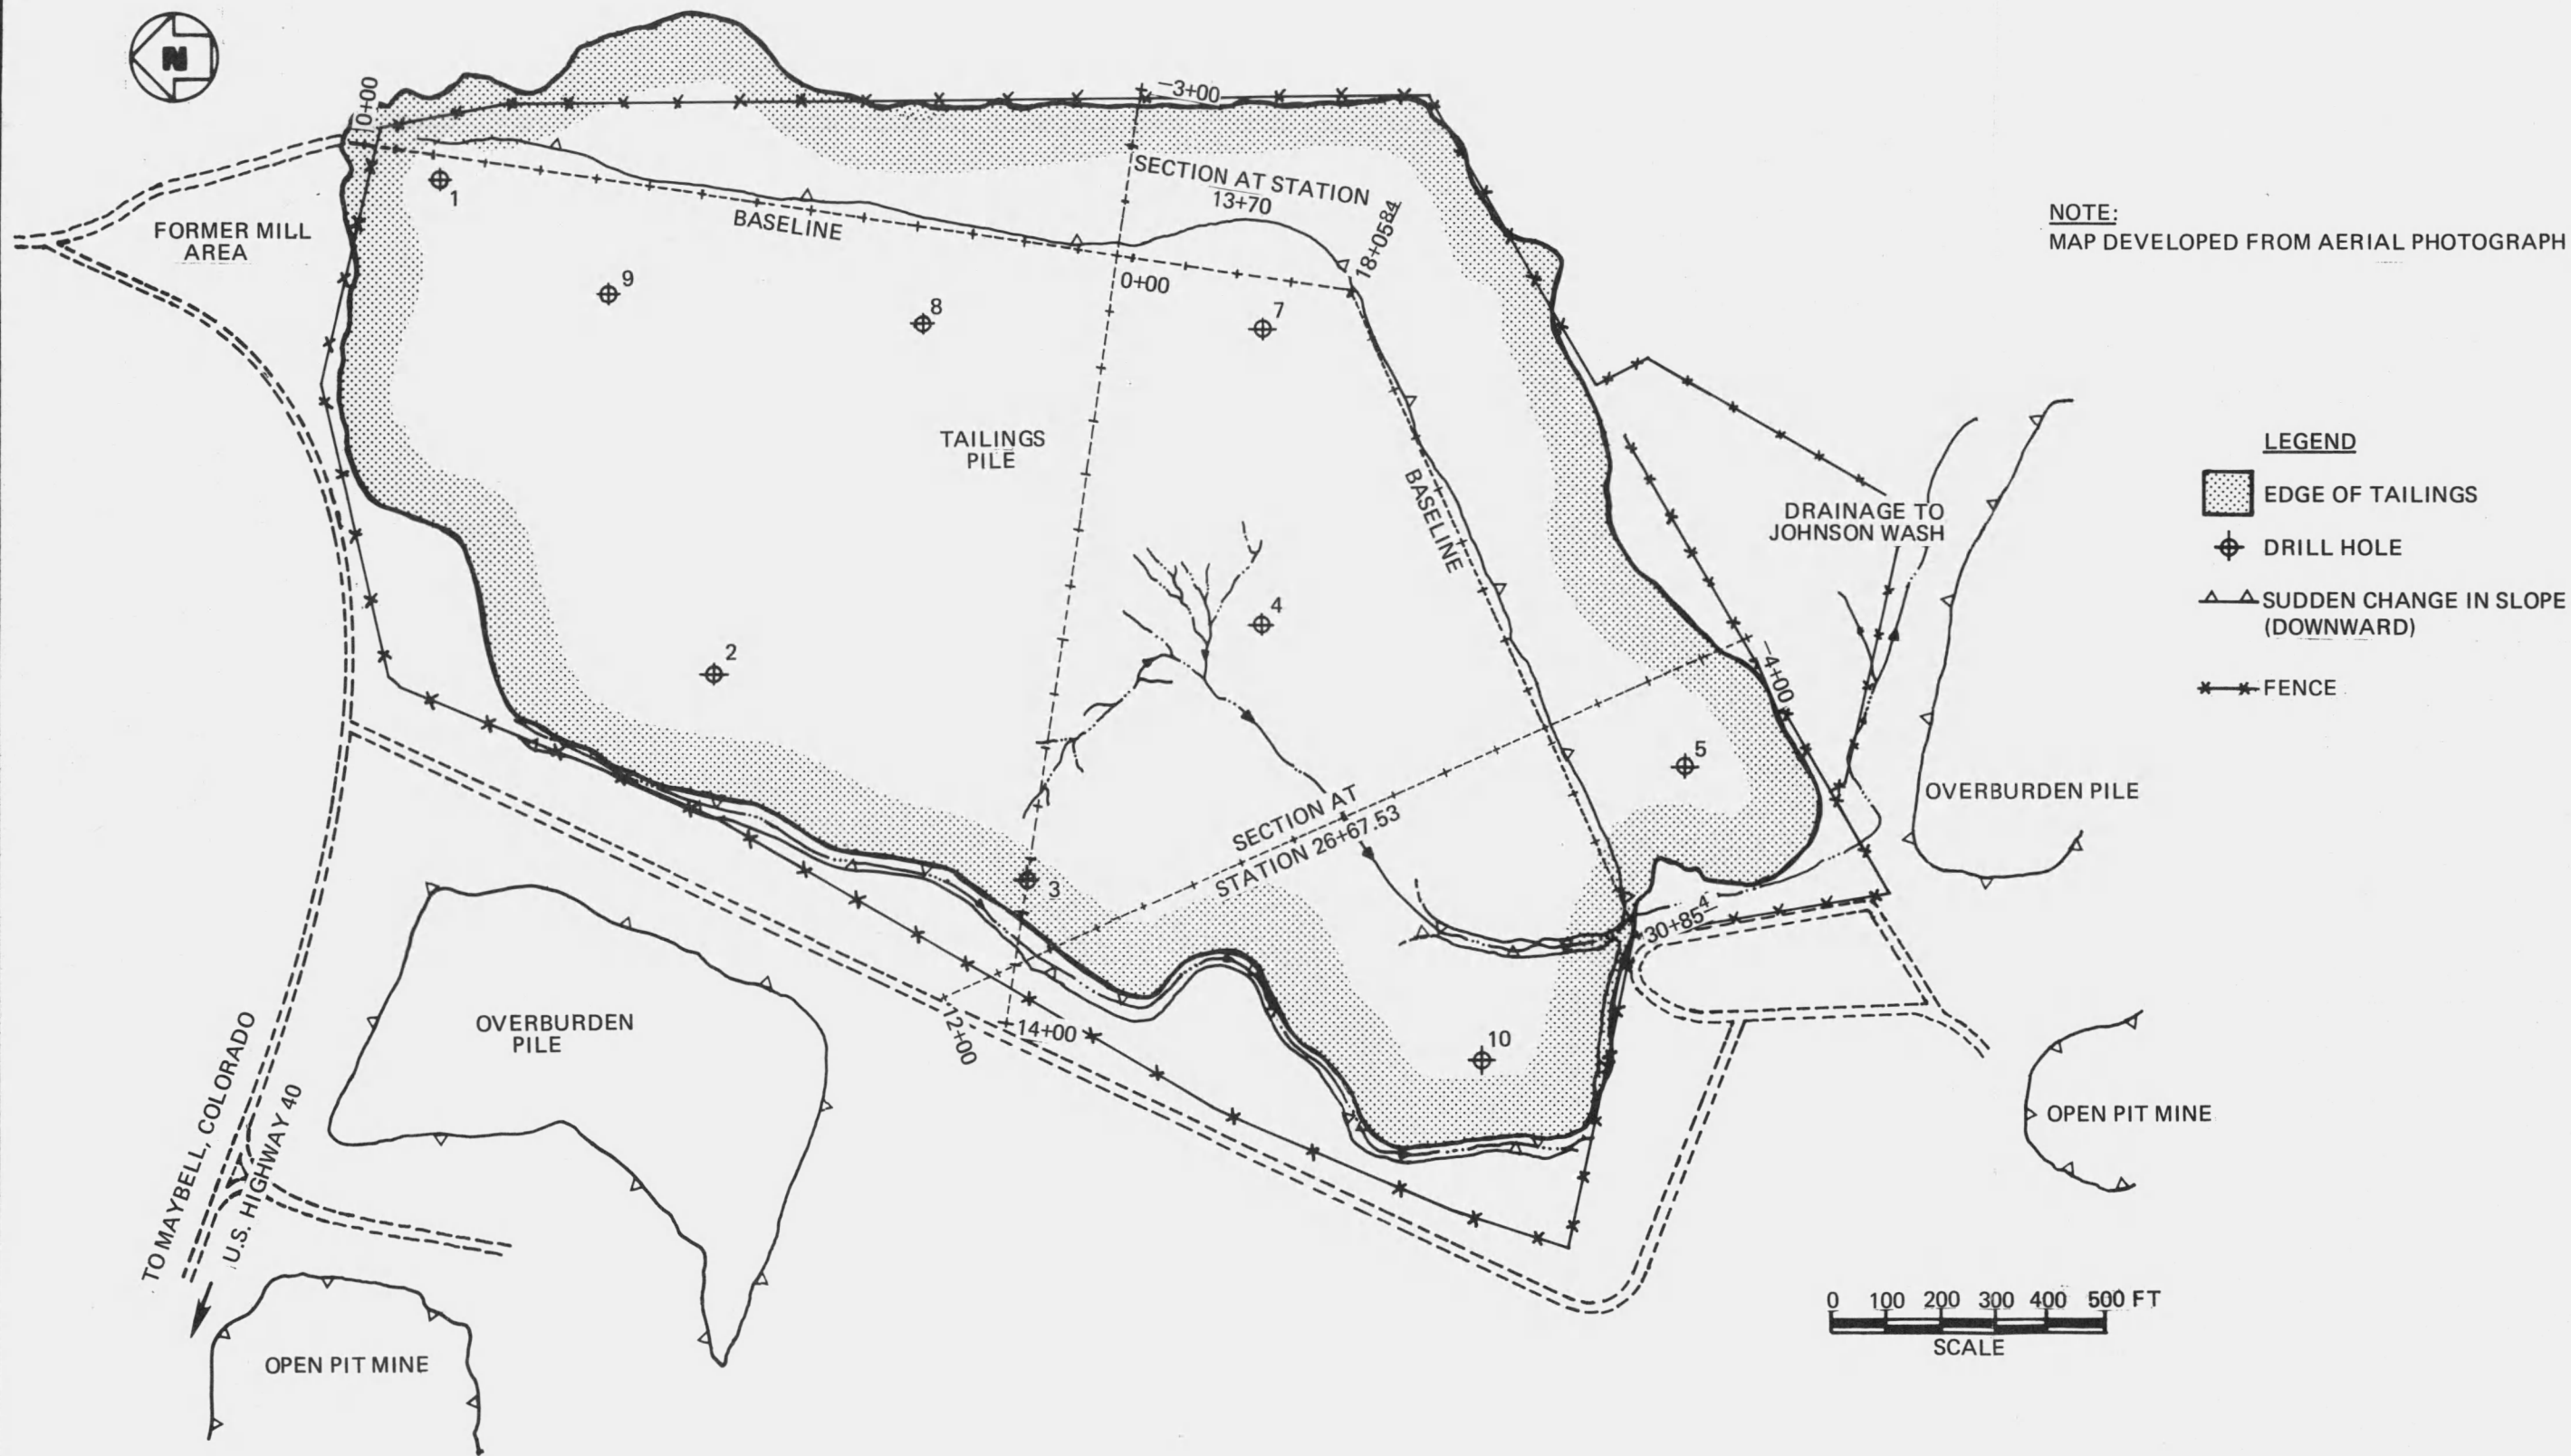 N
0+00
-3+00
SECTION AT STATION
13+70
18+0584
BASELINE
0+00
FORMER MILL
AREA
1
9
8
7
NOTE:
MAP DEVELOPED FROM AERIAL PHOTOGRAPH
TAILINGS
PILE
BASELINE
DRAINAGE TO
JOHNSON WASH
LEGEND
EDGE OF TAILINGS
DRILL HOLE
SUDDEN CHANGE IN SLOPE
(DOWNWARD)
FENCE
4
2
-4+00
5
SECTION AT
STATION 26+67.53
OVERBURDEN PILE
3
30+854
12+00
14+00
10
OVERBURDEN
PILE
OPEN PIT MINE
TO MAYBELL, COLORADO
U.S. HIGHWAY 40
OPEN PIT MINE
0 100 200 300 400 500 FT
SCALE